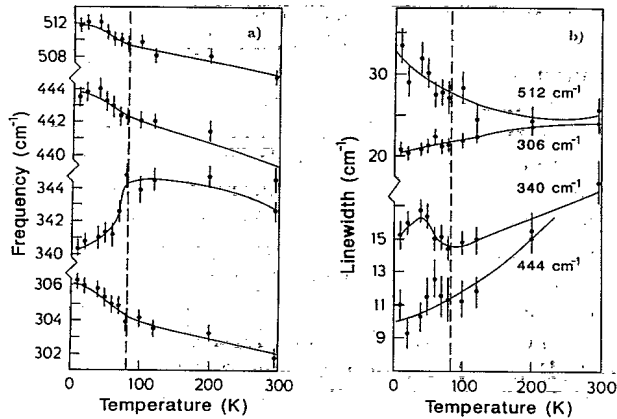 a)
512
508
444
442
440
344
342
340
306
304
302
0
100
200
300
Frequency (cm⁻¹)
Temperature (K)
b)
30
20
15
11
9
0
100
200
300
512 cm⁻¹
306 cm⁻¹
340 cm⁻¹
444 cm⁻¹
Linewidth (cm⁻¹)
Temperature (K)